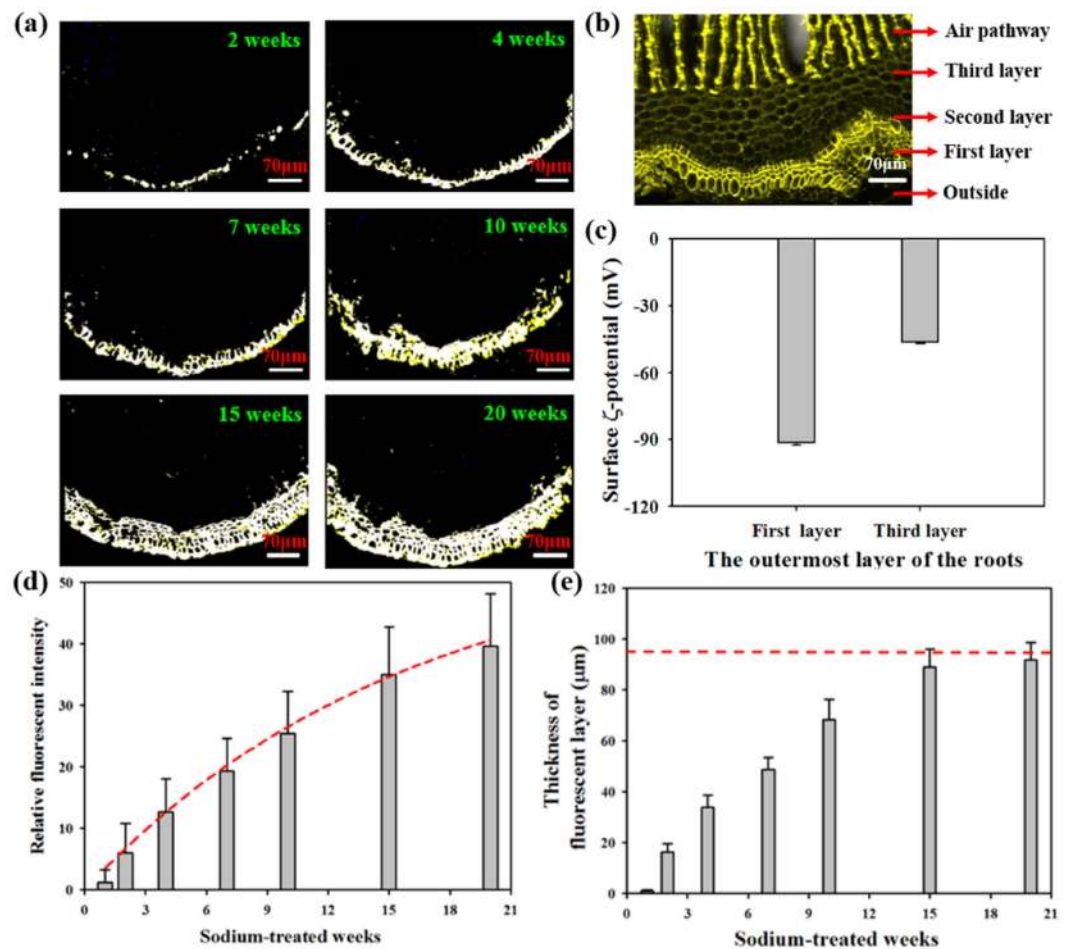 (a)
2 weeks
70μm
4 weeks
70μm
7 weeks
70μm
10 weeks
70μm
15 weeks
70μm
20 weeks
70μm
(b)
Air pathway
Third layer
Second layer
First layer
Outside
70μm
(c)
Surface ζ-potential (mV)
0
-30
-60
-90
-120
First layer
Third layer
The outermost layer of the roots
(d)
Relative fluorescent intensity
50
40
30
20
10
0
0 3 6 9 12 15 18 21
Sodium-treated weeks
(e)
Thickness of
fluorescent layer (μm)
120
100
80
60
40
20
0
0 3 6 9 12 15 18 21
Sodium-treated weeks